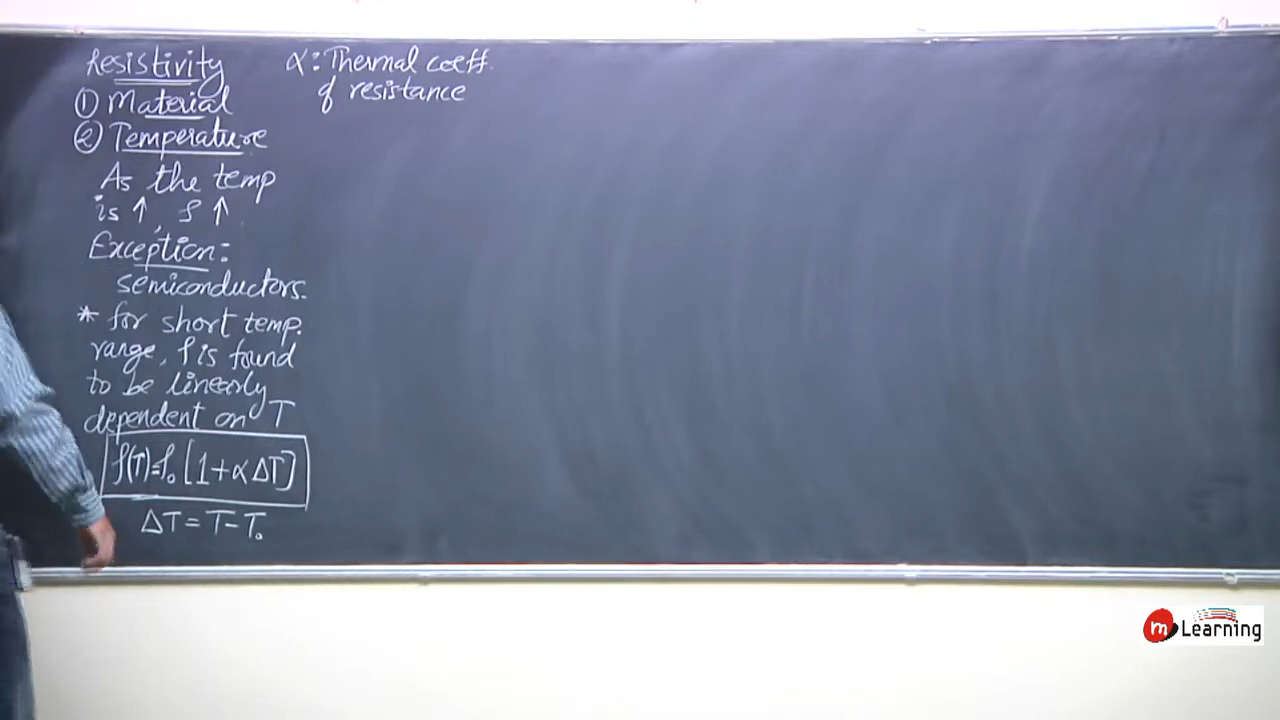 Resistivity
① Material
② Temperature
As the temp
is ↑, ρ ↑
Exception:
semiconductors.
* for short temp.
range, ρ is found
to be linearly
dependent on T
ρ(T)=ρ₀ [1+α ΔT]
ΔT = T - T₀
α: Thermal coeff.
of resistance
m Learning